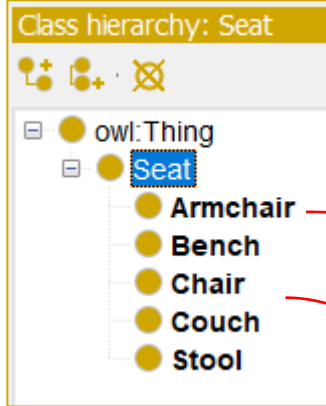 Class hierarchy: Seat
owl:Thing
Seat
Armchair
Bench
Chair
Couch
Stool